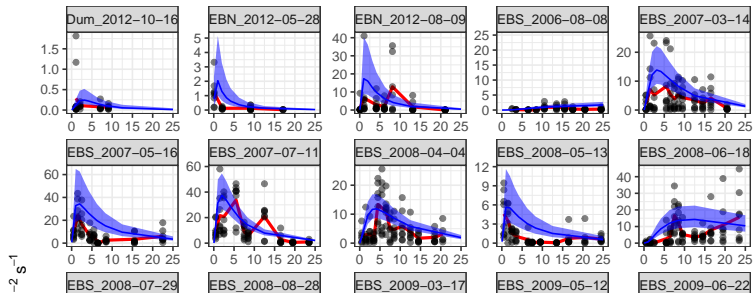 Dum_2012−10−16 EBN_2012−05−28 EBN_2012−08−09 EBS_2006−08−08 EBS_2007−03−14
1.5 5 40 25 20
4 30 20
1.0 3 20 15 10
0.5 2 10 10
1 5
0.0 0 0 0 0
0 5 10 15 20 25 0 5 10 15 20 25 0 5 10 15 20 25 0 5 10 15 20 25 0 5 10 15 20 25
EBS_2007−05−16 EBS_2007−07−11 EBS_2008−04−04 EBS_2008−05−13 EBS_2008−06−18
60 60 20 12 40
40 40 9 30
20 20 10 6 20
3 10
0 0 0 0 0
0 5 10 15 20 25 0 5 10 15 20 25 0 5 10 15 20 25 0 5 10 15 20 25 0 5 10 15 20 25
EBS_2008−07−29 EBS_2008−08−28 EBS_2009−03−17 EBS_2009−05−12 EBS_2009−06−23
−2 s−1